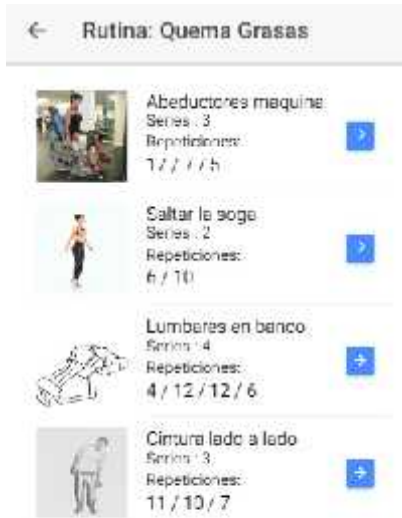 Rutina: Quema Grasas
Abeductores maquina
Series : 3
Repeticiones:
Saltar la soga
Series : 2
Repeticiones:
6 / 10
Lumbares en banco
Series : 4
Repeticiones:
4 / 12 / 12 / 6
Cintura lado a lado
Series : 3
Repeticiones:
11 / 10 / 7